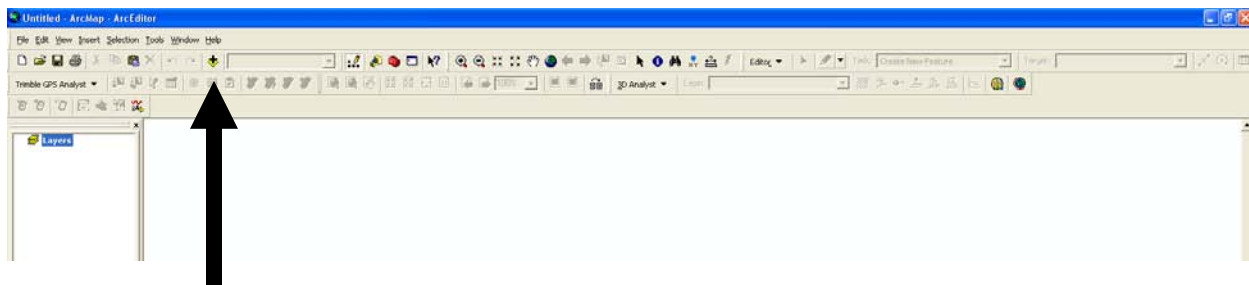 Untitled - ArcMap - ArcEditor
File Edit View Insert Selection Tools Window Help
Editor Task: Create New Feature Target:
Trimble GPS Analyst 100% 3D Analyst Layer:
Layers